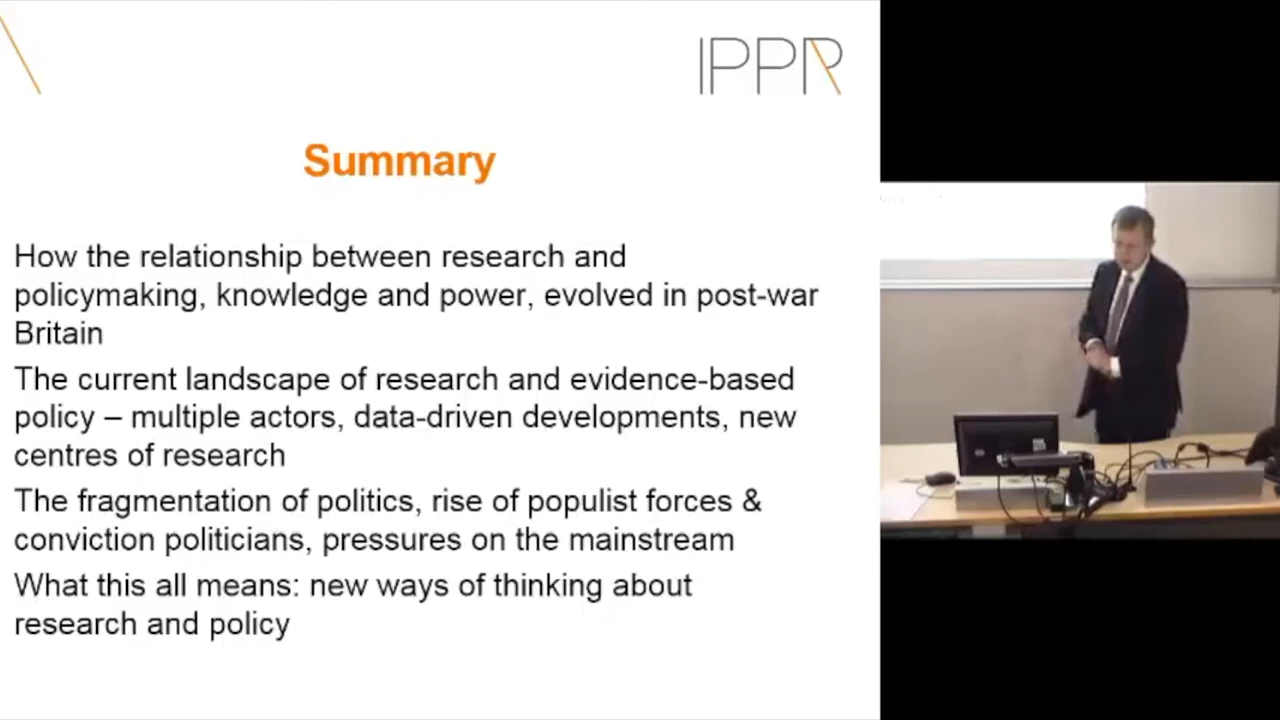 IPPR
Summary
How the relationship between research and
policymaking, knowledge and power, evolved in post-war
Britain
The current landscape of research and evidence-based
policy – multiple actors, data-driven developments, new
centres of research
The fragmentation of politics, rise of populist forces &
conviction politicians, pressures on the mainstream
What this all means: new ways of thinking about
research and policy